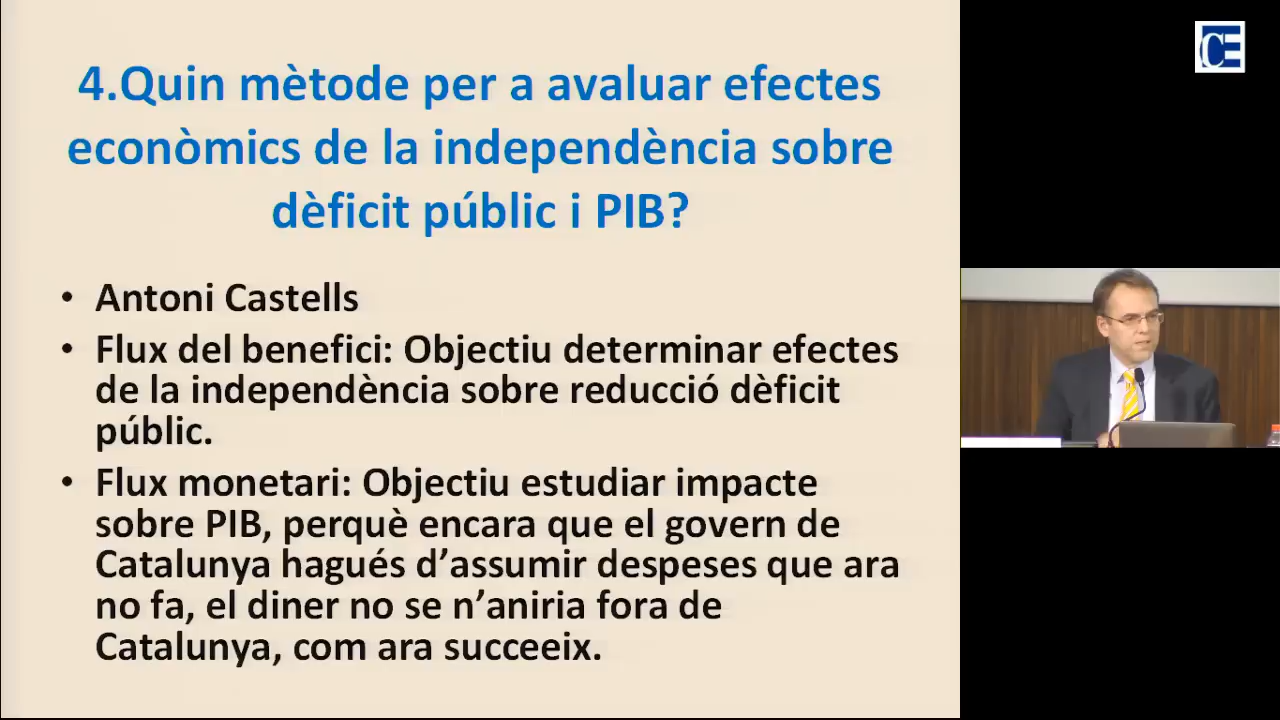 4.Quin mètode per a avaluar efectes
econòmics de la independència sobre
dèficit públic i PIB?
• Antoni Castells
• Flux del benefici: Objectiu determinar efectes
de la independència sobre reducció dèficit
públic.
• Flux monetari: Objectiu estudiar impacte
sobre PIB, perquè encara que el govern de
Catalunya hagués d’assumir despeses que ara
no fa, el diner no se n’aniria fora de
Catalunya, com ara succeeix.
CE